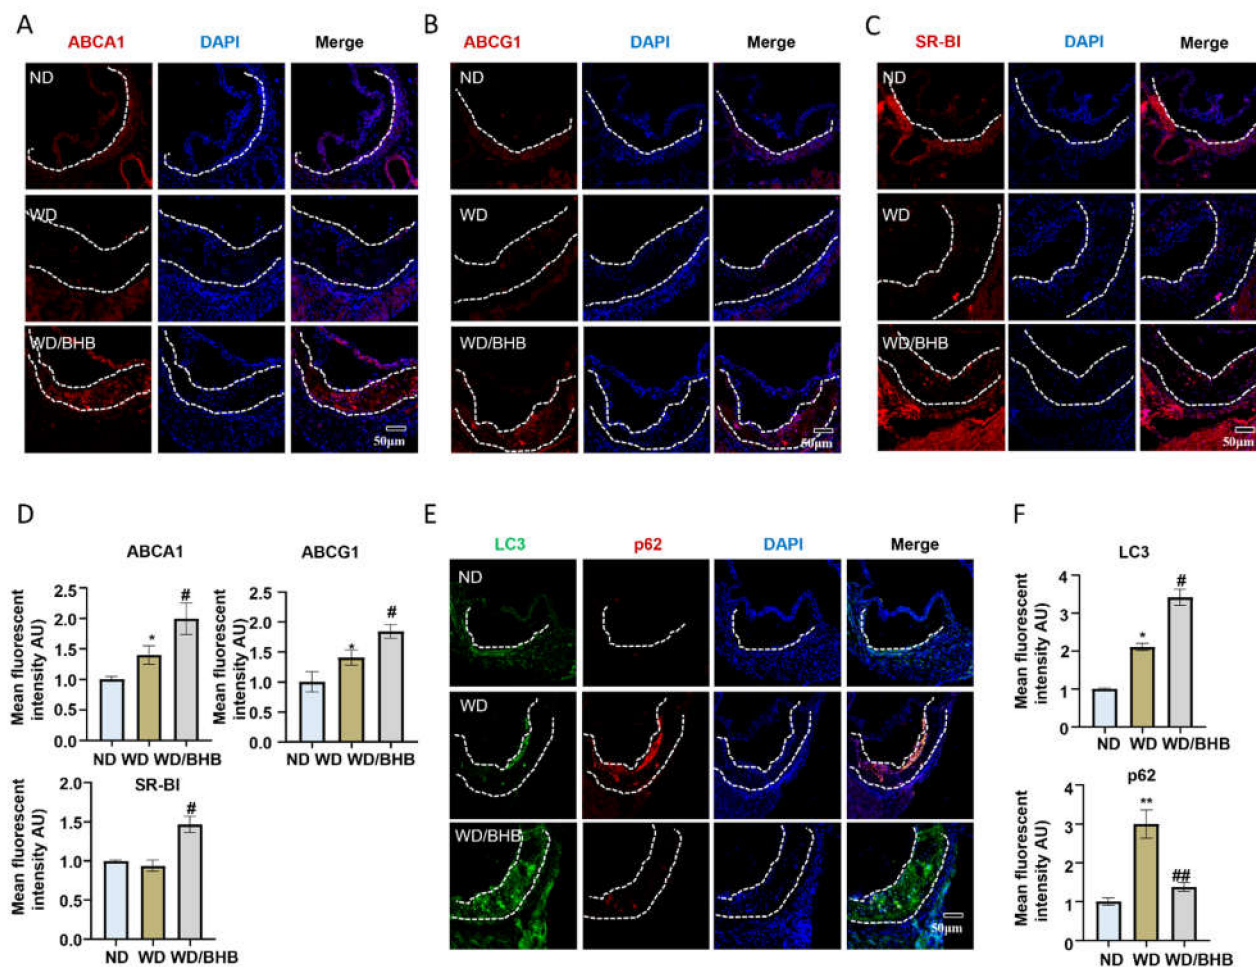 A
ABCA1 DAPI Merge
ND
WD
WD/BHB
50μm
B
ABCG1 DAPI Merge
ND
WD
WD/BHB
50μm
C
SR-BI DAPI Merge
ND
WD
WD/BHB
50μm
D
ABCA1
Mean fluorescent
intensity AU)
2.5
2.0
1.5
1.0
0.5
0.0
*
#
ND WD WD/BHB
ABCG1
Mean fluorescent
intensity AU)
2.5
2.0
1.5
1.0
0.5
0.0
*
#
ND WD WD/BHB
SR-BI
Mean fluorescent
intensity AU)
2.0
1.5
1.0
0.5
0.0
#
ND WD WD/BHB
E
LC3 p62 DAPI Merge
ND
WD
WD/BHB
50μm
F
LC3
Mean fluorescent
intensity AU)
4
3
2
1
0
*
#
ND WD WD/BHB
p62
Mean fluorescent
intensity AU)
4
3
2
1
0
**
##
ND WD WD/BHB